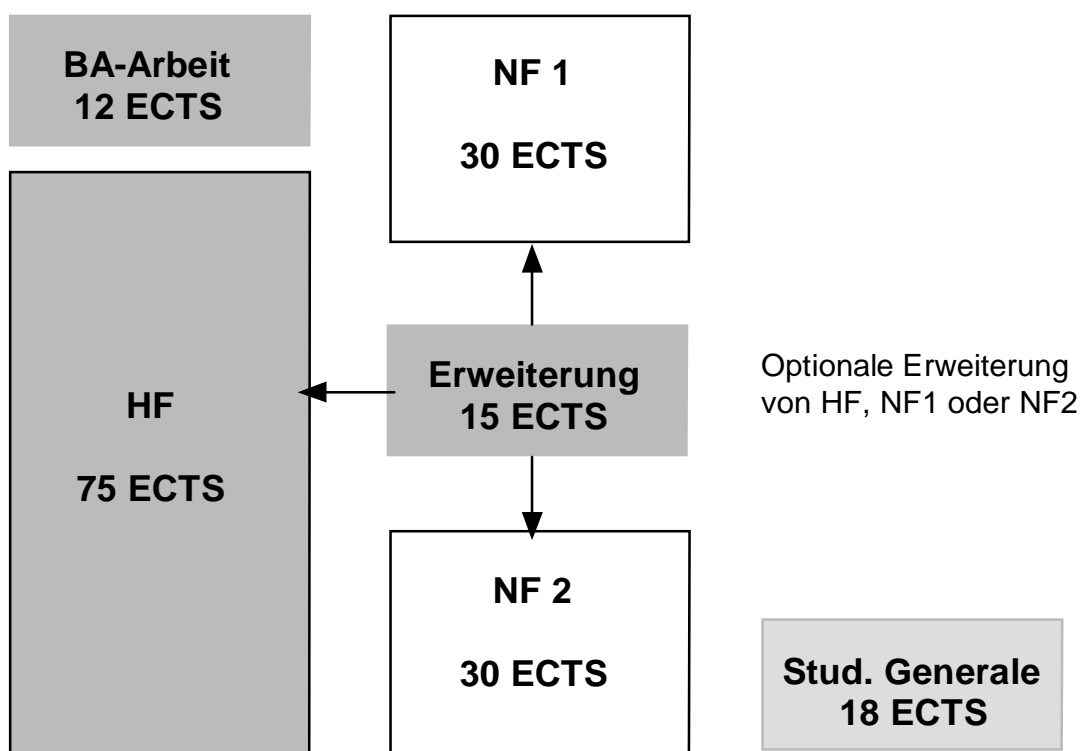 BA-Arbeit
12 ECTS
NF 1
30 ECTS
HF
75 ECTS
Erweiterung
15 ECTS
Optionale Erweiterung
von HF, NF1 oder NF2
NF 2
30 ECTS
Stud. Generale
18 ECTS